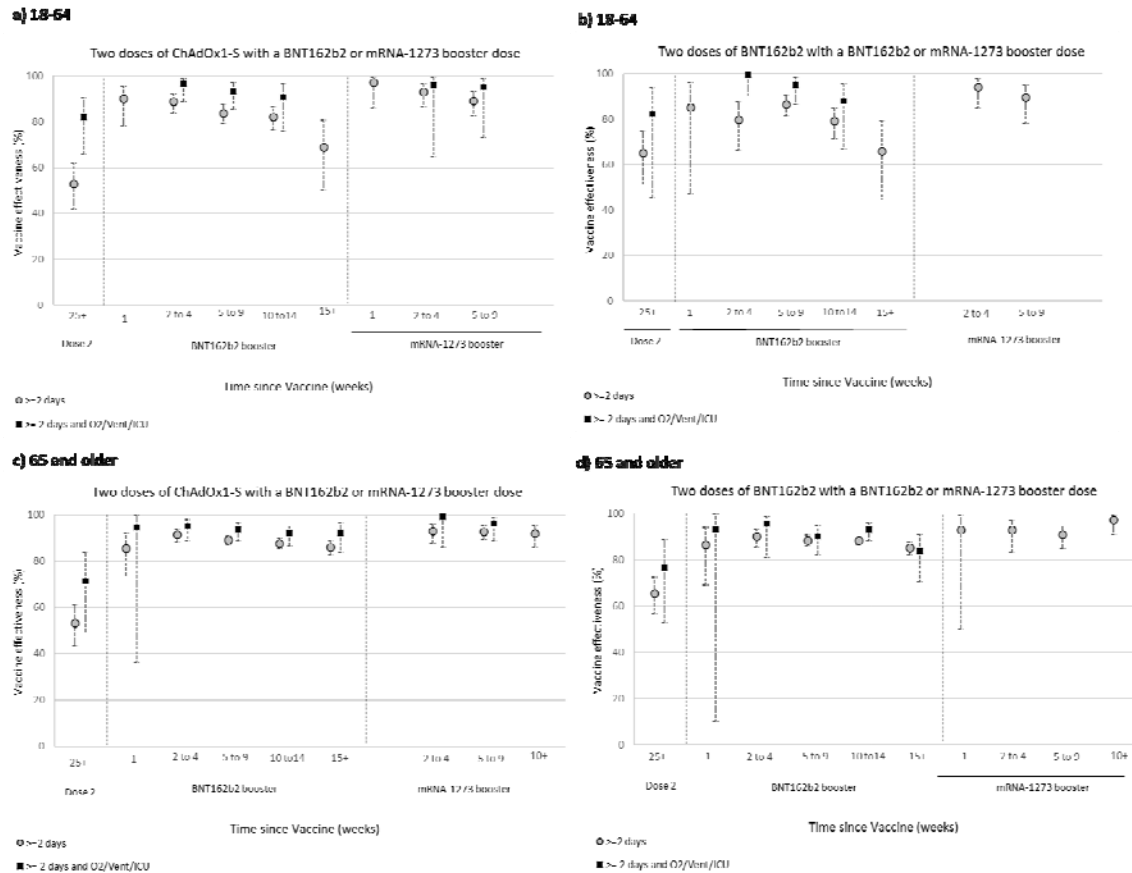 a) 18-64
Two doses of ChAdOx1-S with a BNT162b2 or mRNA-1273 booster dose
Vaccine effectiveness (%)
100
80
60
40
20
0
25+ 1 2 to 4 5 to 9 10 to 14 15+ 1 2 to 4 5 to 9
Dose 2 BNT162b2 booster mRNA-1273 booster
Time since Vaccine (weeks)
>=2 days
>= 2 days and O2/Vent/ICU
b) 18-64
Two doses of BNT162b2 with a BNT162b2 or mRNA-1273 booster dose
Vaccine effectiveness (%)
100
80
60
40
20
0
25+ 1 2 to 4 5 to 9 10 to 14 15+ 2 to 4 5 to 9
Dose 2 BNT162b2 booster mRNA-1273 booster
Time since Vaccine (weeks)
>=2 days
>= 2 days and O2/Vent/ICU
c) 65 and older
Two doses of ChAdOx1-S with a BNT162b2 or mRNA-1273 booster dose
Vaccine effectiveness (%)
100
80
60
40
20
0
25+ 1 2 to 4 5 to 9 10 to 14 15+ 2 to 4 5 to 9 10+
Dose 2 BNT162b2 booster mRNA-1273 booster
Time since Vaccine (weeks)
>=2 days
>= 2 days and O2/Vent/ICU
d) 65 and older
Two doses of BNT162b2 with a BNT162b2 or mRNA-1273 booster dose
Vaccine effectiveness (%)
100
80
60
40
20
0
25+ 1 2 to 4 5 to 9 10 to 14 15+ 1 2 to 4 5 to 9 10+
Dose 2 BNT162b2 booster mRNA-1273 booster
Time since Vaccine (weeks)
>=2 days
>= 2 days and O2/Vent/ICU